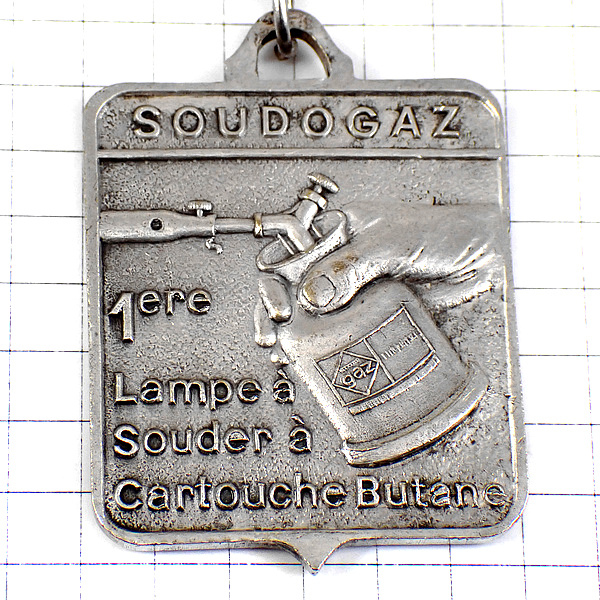 SOUDOGAZ
1ere
gaz
Lampe à
Souder à
Cartouche Butane